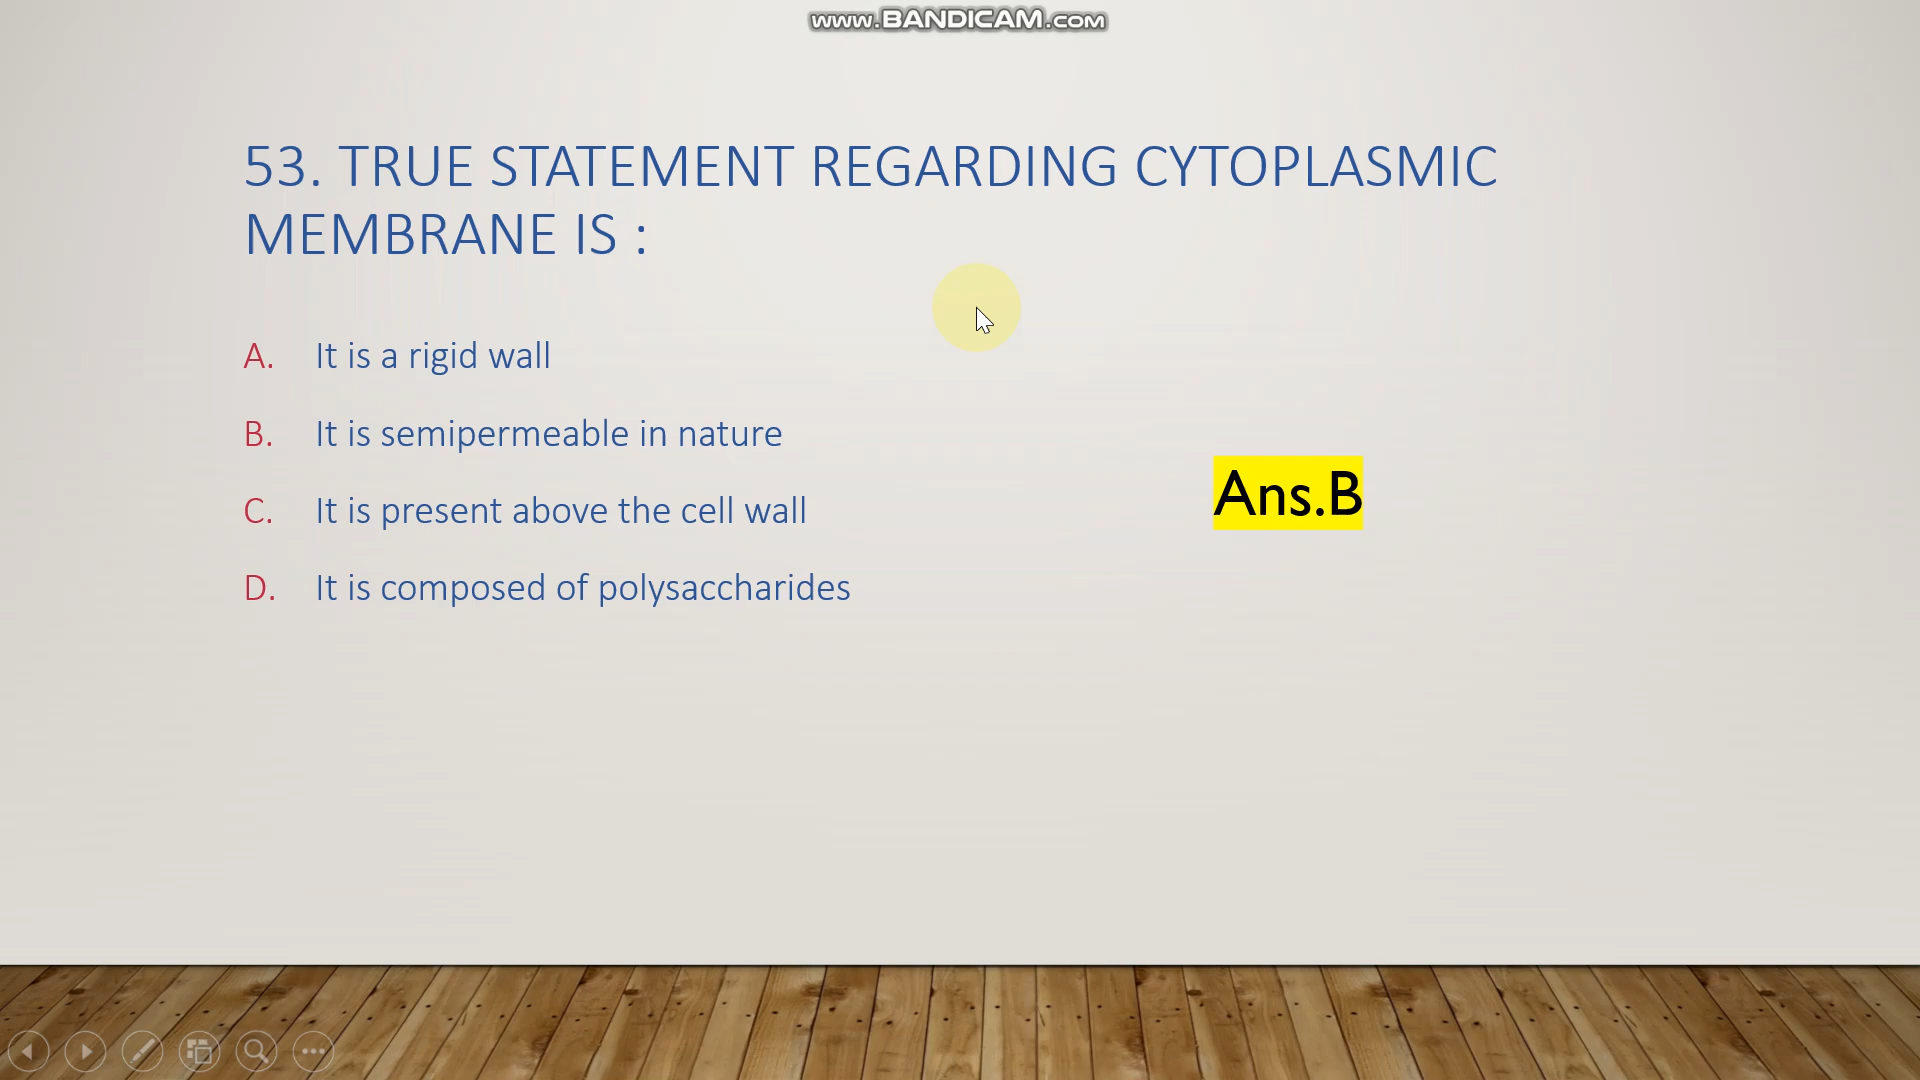 www.BANDICAM.com
53. TRUE STATEMENT REGARDING CYTOPLASMIC
MEMBRANE IS :
A. It is a rigid wall
B. It is semipermeable in nature
C. It is present above the cell wall
D. It is composed of polysaccharides
Ans.B